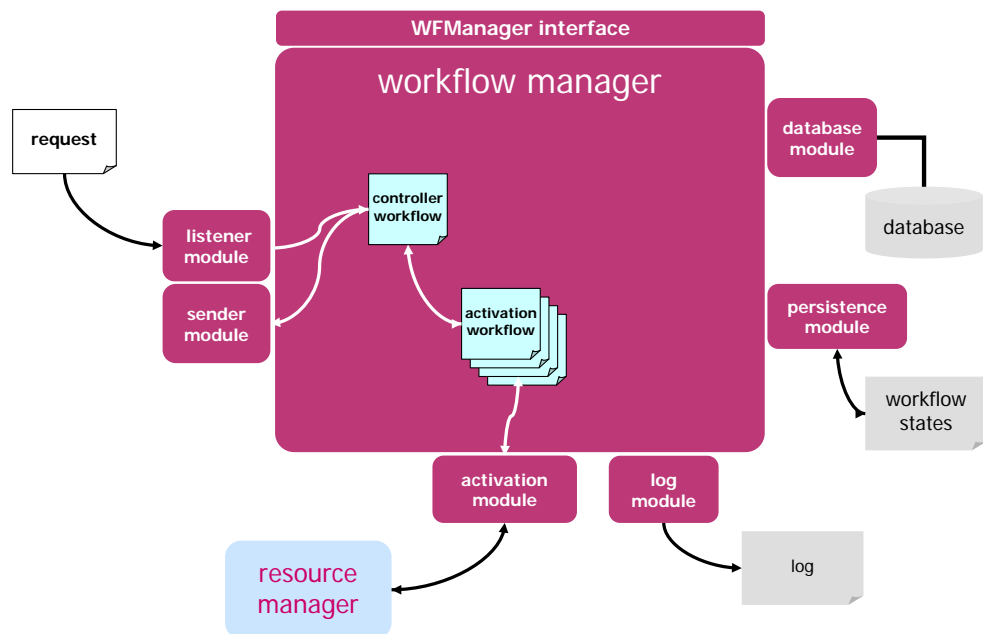 WFManager interface
workflow manager
request
database
module
controller
workflow
listener
module
database
sender
module
activation
workflow
persistence
module
workflow
states
activation
module
log
module
resource
manager
log